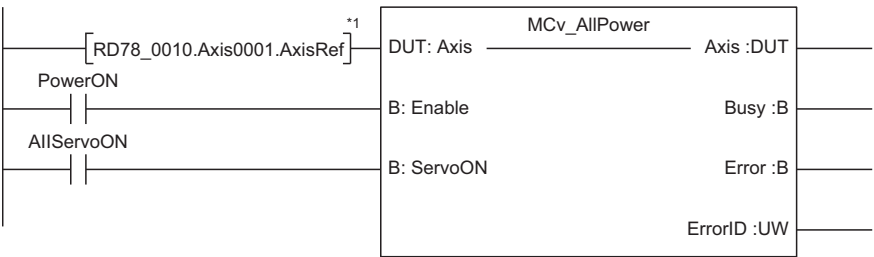 *1
MCv_AllPower
[RD78_0010.Axis0001.AxisRef]
DUT: Axis
Axis :DUT
PowerON
B: Enable
Busy :B
AllServoON
B: ServoON
Error :B
ErrorID :UW